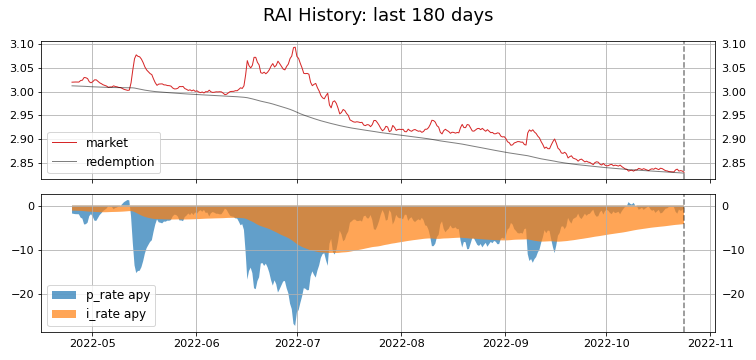 RAI History: last 180 days
3.10 3.10
3.05 3.05
3.00 3.00
2.95 2.95
2.90 2.90
2.85 2.85
market
redemption
0 0
−10 −10
−20 −20
p_rate apy
i_rate apy
2022-05 2022-06 2022-07 2022-08 2022-09 2022-10 2022-11